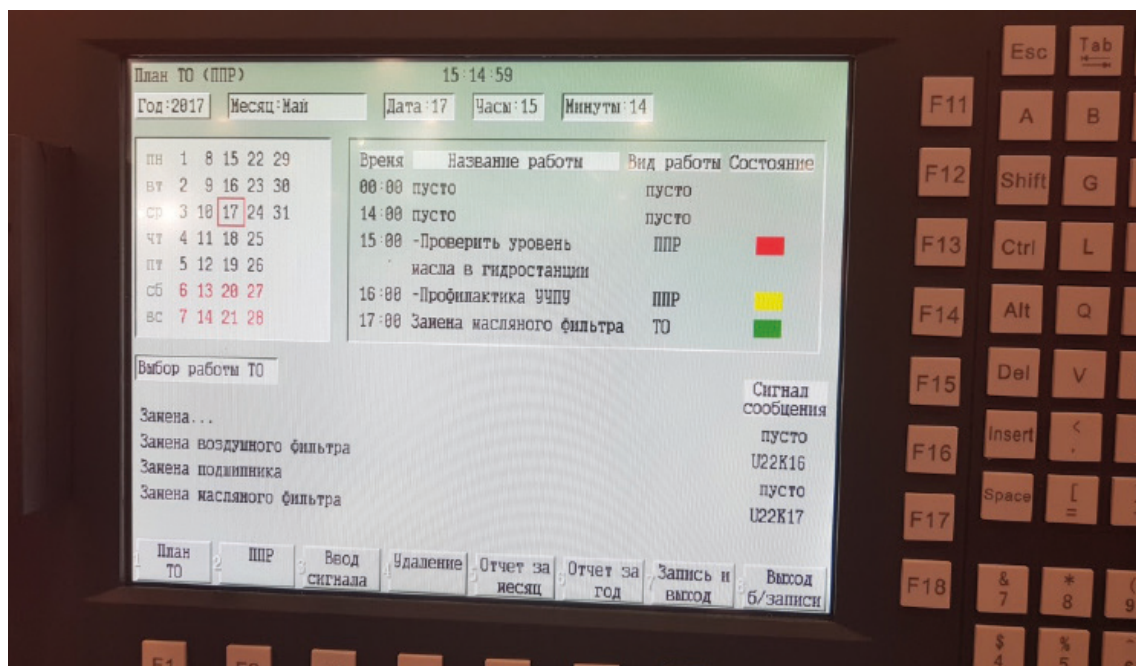 План ТО (ППР) 15:14:59
Год:2017 Месяц:Май Дата:17 Часы:15 Минуты:14
пн 1 8 15 22 29
вт 2 9 16 23 30
ср 3 10 17 24 31
чт 4 11 18 25
пт 5 12 19 26
сб 6 13 20 27
вс 7 14 21 28
Время Название работы Вид работы Состояние
00:00 пусто пусто
14:00 пусто пусто
15:00 -Проверить уровень ППР
масла в гидростанции
16:00 -Профилактика УЧПУ ППР
17:00 Замена масляного фильтра ТО
Выбор работы ТО
Сигнал
сообщения
Замена... пусто
Замена воздушного фильтра U22K16
Замена подшипника пусто
Замена масляного фильтра U22K17
1 План ТО
2 ППР
3 Ввод сигнала
4 Удаление
5 Отчет за месяц
6 Отчет за год
7 Запись и выход
8 Выход б/записи
Esc Tab
F11 A B
F12 Shift G
F13 Ctrl L
F14 Alt Q
F15 Del V
F16 Insert < .
F17 Space [ =
F18 & 7 * 8 ( 9
$ 4 %
F1